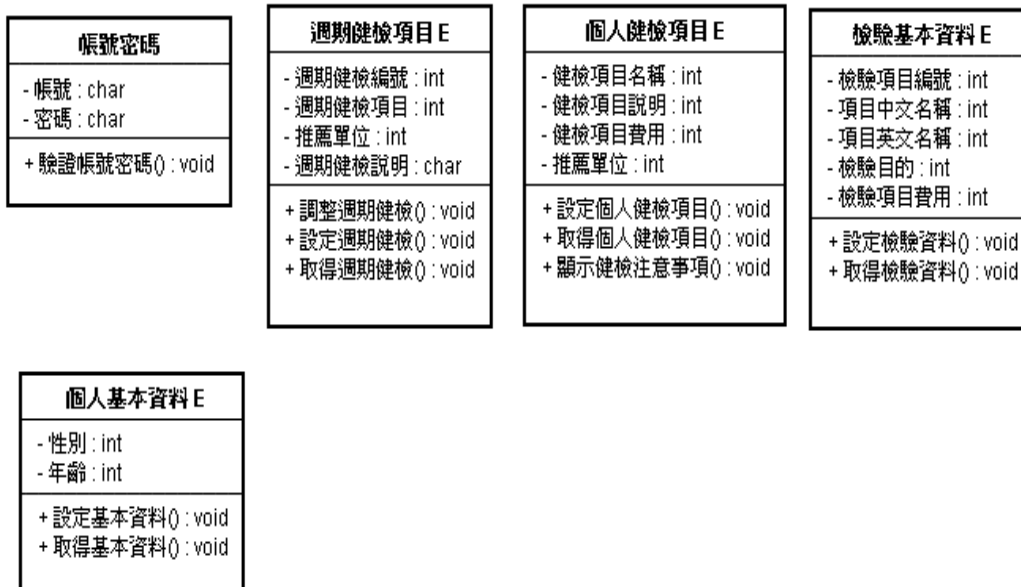 帳號密碼
- 帳號 : char
- 密碼 : char
+ 驗證帳號密碼() : void
週期健檢項目 E
- 週期健檢編號 : int
- 週期健檢項目 : int
- 推薦單位 : int
- 週期健檢說明 : char
+ 調整週期健檢() : void
+ 設定週期健檢() : void
+ 取得週期健檢() : void
個人健檢項目 E
- 健檢項目名稱 : int
- 健檢項目說明 : int
- 健檢項目費用 : int
- 推薦單位 : int
+ 設定個人健檢項目() : void
+ 取得個人健檢項目() : void
+ 顯示健檢注意事項() : void
檢驗基本資料 E
- 檢驗項目編號 : int
- 項目中文名稱 : int
- 項目英文名稱 : int
- 檢驗目的 : int
- 檢驗項目費用 : int
+ 設定檢驗資料() : void
+ 取得檢驗資料() : void
個人基本資料 E
- 性別 : int
- 年齡 : int
+ 設定基本資料() : void
+ 取得基本資料() : void